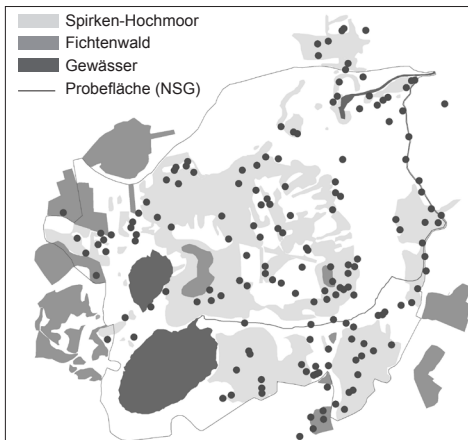 Spirken-Hochmoor
Fichtenwald
Gewässer
Probefläche (NSG)